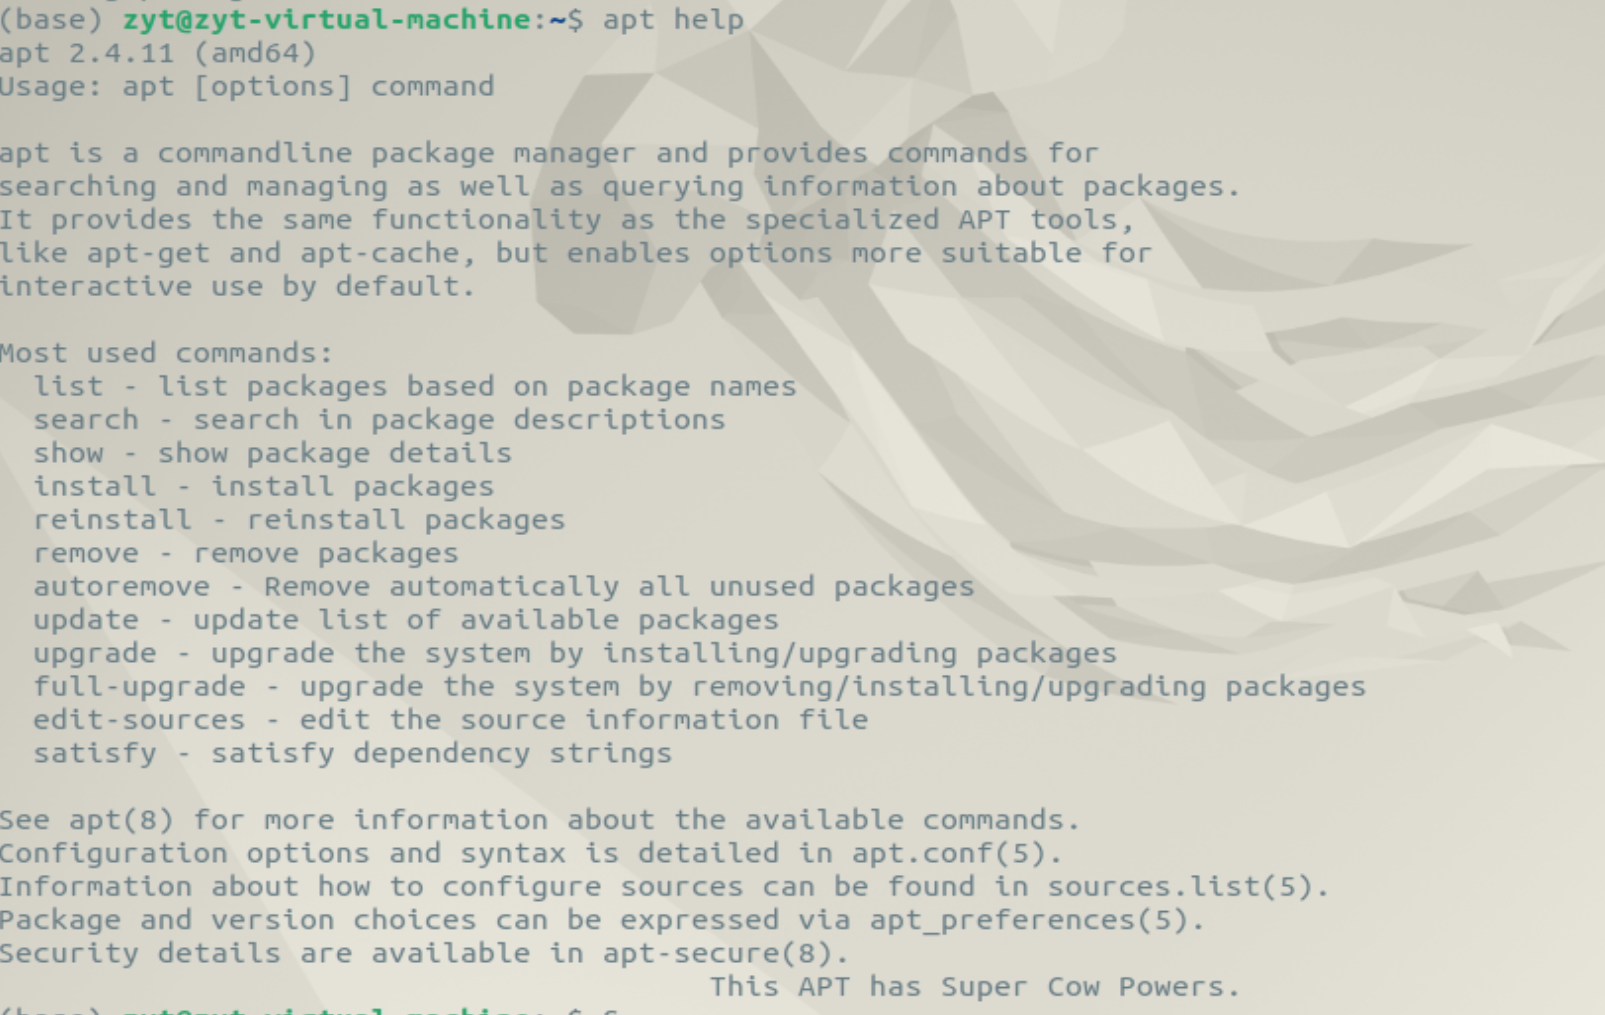 (base) zyt@zyt-virtual-machine:~$ apt help
apt 2.4.11 (amd64)
Usage: apt [options] command

apt is a commandline package manager and provides commands for
searching and managing as well as querying information about packages.
It provides the same functionality as the specialized APT tools,
like apt-get and apt-cache, but enables options more suitable for
interactive use by default.

Most used commands:
  list - list packages based on package names
  search - search in package descriptions
  show - show package details
  install - install packages
  reinstall - reinstall packages
  remove - remove packages
  autoremove - Remove automatically all unused packages
  update - update list of available packages
  upgrade - upgrade the system by installing/upgrading packages
  full-upgrade - upgrade the system by removing/installing/upgrading packages
  edit-sources - edit the source information file
  satisfy - satisfy dependency strings

See apt(8) for more information about the available commands.
Configuration options and syntax is detailed in apt.conf(5).
Information about how to configure sources can be found in sources.list(5).
Package and version choices can be expressed via apt_preferences(5).
Security details are available in apt-secure(8).
                                        This APT has Super Cow Powers.
(base) zyt@zyt-virtual-machine:~$